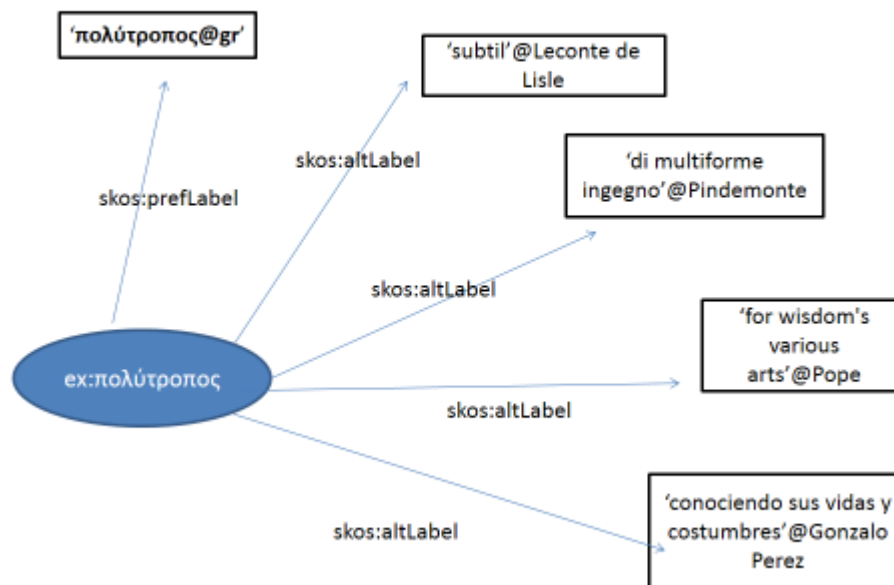 ‘πολύτροπος@gr’
‘subtil’@Leconte de
Lisle
skos:altLabel
‘di multiforme
ingegno’@Pindemonte
skos:prefLabel
skos:altLabel
‘for wisdom's
various
arts’@Pope
ex:πολύτροπος
skos:altLabel
‘conociendo sus vidas y
costumbres’@Gonzalo
Perez
skos:altLabel